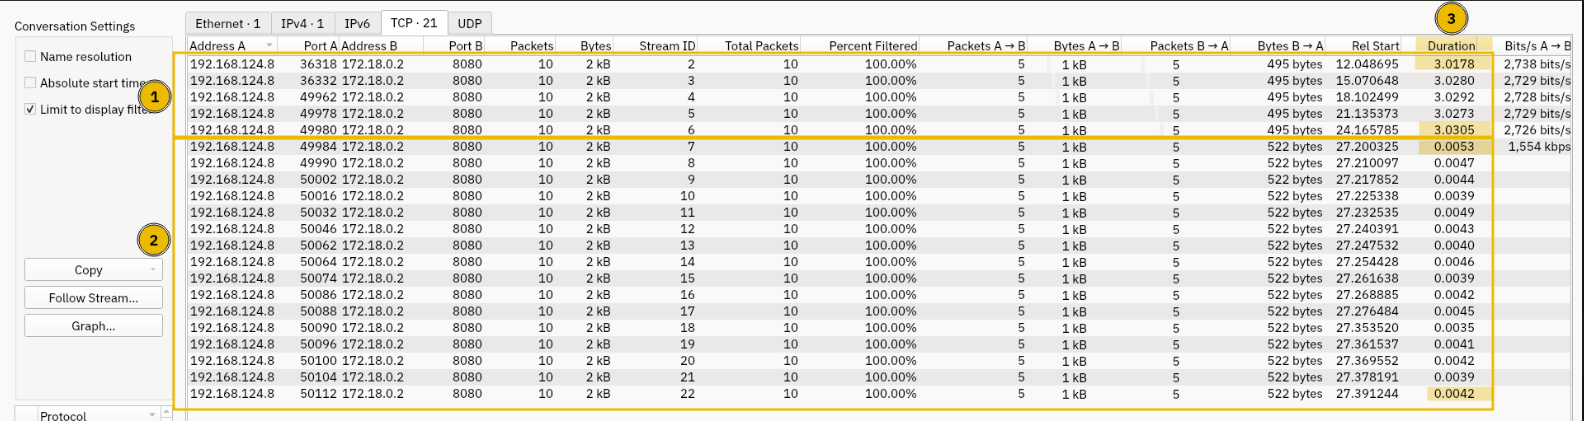 Conversation Settings
Name resolution
Absolute start time
Limit to display filte
Copy
Follow Stream...
Graph...
Protocol
1
2
3
Ethernet · 1 IPv4 · 1 IPv6 TCP · 21 UDP
Address A Port A Address B Port B Packets Bytes Stream ID Total Packets Percent Filtered Packets A → B Bytes A → B Packets B → A Bytes B → A Rel Start Duration Bits/s A → B
192.168.124.8 36318 172.18.0.2 8080 10 2 kB 2 10 100.00% 5 1 kB 5 495 bytes 12.048695 3.0178 2,738 bits/s
192.168.124.8 36332 172.18.0.2 8080 10 2 kB 3 10 100.00% 5 1 kB 5 495 bytes 15.070648 3.0280 2,729 bits/s
192.168.124.8 49962 172.18.0.2 8080 10 2 kB 4 10 100.00% 5 1 kB 5 495 bytes 18.102499 3.0292 2,728 bits/s
192.168.124.8 49978 172.18.0.2 8080 10 2 kB 5 10 100.00% 5 1 kB 5 495 bytes 21.135373 3.0273 2,729 bits/s
192.168.124.8 49980 172.18.0.2 8080 10 2 kB 6 10 100.00% 5 1 kB 5 495 bytes 24.165785 3.0305 2,726 bits/s
192.168.124.8 49984 172.18.0.2 8080 10 2 kB 7 10 100.00% 5 1 kB 5 522 bytes 27.200325 0.0053 1,554 kbps
192.168.124.8 49990 172.18.0.2 8080 10 2 kB 8 10 100.00% 5 1 kB 5 522 bytes 27.210097 0.0047
192.168.124.8 50002 172.18.0.2 8080 10 2 kB 9 10 100.00% 5 1 kB 5 522 bytes 27.217852 0.0044
192.168.124.8 50016 172.18.0.2 8080 10 2 kB 10 10 100.00% 5 1 kB 5 522 bytes 27.225338 0.0039
192.168.124.8 50032 172.18.0.2 8080 10 2 kB 11 10 100.00% 5 1 kB 5 522 bytes 27.232535 0.0049
192.168.124.8 50046 172.18.0.2 8080 10 2 kB 12 10 100.00% 5 1 kB 5 522 bytes 27.240391 0.0043
192.168.124.8 50062 172.18.0.2 8080 10 2 kB 13 10 100.00% 5 1 kB 5 522 bytes 27.247532 0.0040
192.168.124.8 50064 172.18.0.2 8080 10 2 kB 14 10 100.00% 5 1 kB 5 522 bytes 27.254428 0.0046
192.168.124.8 50074 172.18.0.2 8080 10 2 kB 15 10 100.00% 5 1 kB 5 522 bytes 27.261638 0.0039
192.168.124.8 50086 172.18.0.2 8080 10 2 kB 16 10 100.00% 5 1 kB 5 522 bytes 27.268885 0.0042
192.168.124.8 50088 172.18.0.2 8080 10 2 kB 17 10 100.00% 5 1 kB 5 522 bytes 27.276484 0.0045
192.168.124.8 50090 172.18.0.2 8080 10 2 kB 18 10 100.00% 5 1 kB 5 522 bytes 27.353520 0.0035
192.168.124.8 50096 172.18.0.2 8080 10 2 kB 19 10 100.00% 5 1 kB 5 522 bytes 27.361537 0.0041
192.168.124.8 50100 172.18.0.2 8080 10 2 kB 20 10 100.00% 5 1 kB 5 522 bytes 27.369552 0.0042
192.168.124.8 50104 172.18.0.2 8080 10 2 kB 21 10 100.00% 5 1 kB 5 522 bytes 27.378191 0.0039
192.168.124.8 50112 172.18.0.2 8080 10 2 kB 22 10 100.00% 5 1 kB 5 522 bytes 27.391244 0.0042